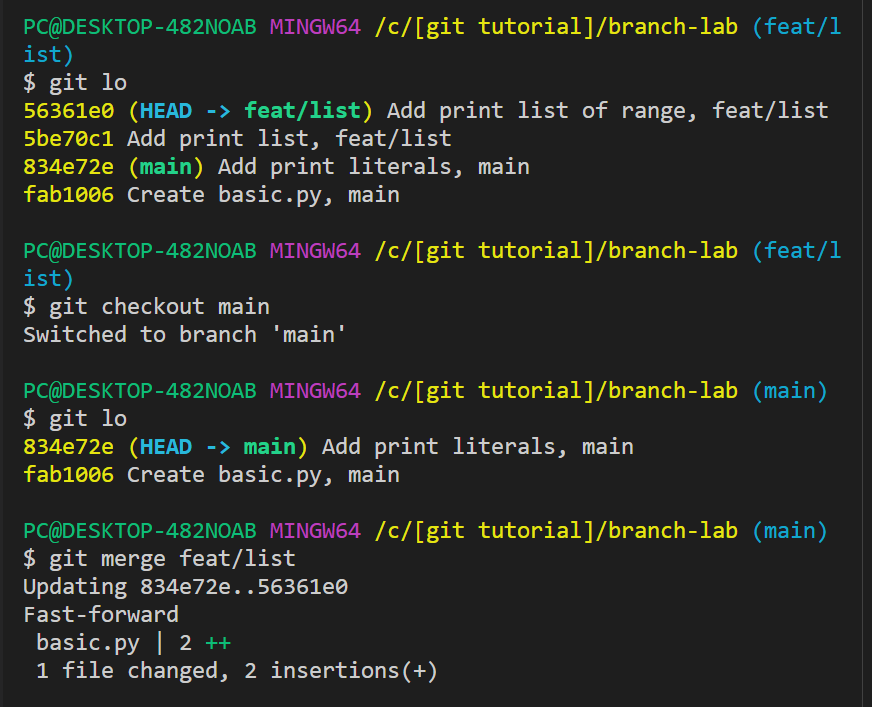 PC@DESKTOP-482NOAB MINGW64 /c/[git tutorial]/branch-lab (feat/l
ist)
$ git lo
56361e0 (HEAD -> feat/list) Add print list of range, feat/list
5be70c1 Add print list, feat/list
834e72e (main) Add print literals, main
fab1006 Create basic.py, main
PC@DESKTOP-482NOAB MINGW64 /c/[git tutorial]/branch-lab (feat/l
ist)
$ git checkout main
Switched to branch 'main'
PC@DESKTOP-482NOAB MINGW64 /c/[git tutorial]/branch-lab (main)
$ git lo
834e72e (HEAD -> main) Add print literals, main
fab1006 Create basic.py, main
PC@DESKTOP-482NOAB MINGW64 /c/[git tutorial]/branch-lab (main)
$ git merge feat/list
Updating 834e72e..56361e0
Fast-forward
 basic.py | 2 ++
 1 file changed, 2 insertions(+)